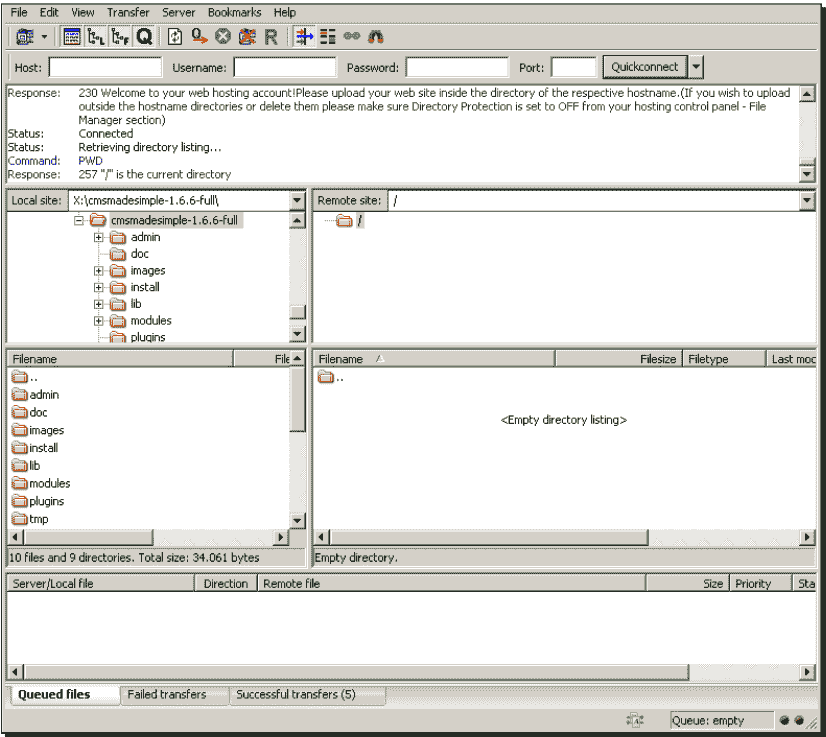 File Edit View Transfer Server Bookmarks Help
Host: Username: Password: Port: Quickconnect
Response: 230 Welcome to your web hosting account!Please upload your web site inside the directory of the respective hostname.(If you wish to upload
outside the hostname directories or delete them please make sure Directory Protection is set to OFF from your hosting control panel - File
Manager section)
Status: Connected
Status: Retrieving directory listing...
Command: PWD
Response: 257 "/" is the current directory
Local site: X:\cmsmadesimple-1.6.6-full\
cmsmadesimple-1.6.6-full
admin
doc
images
install
lib
modules
plugins
Remote site: /
/
Filename File
..
admin
doc
images
install
lib
modules
plugins
tmp
10 files and 9 directories. Total size: 34.061 bytes
Filename Filesize Filetype Last mod
..
<Empty directory listing>
Empty directory.
Server/Local file Direction Remote file Size Priority Sta
Queued files Failed transfers Successful transfers (5)
Queue: empty